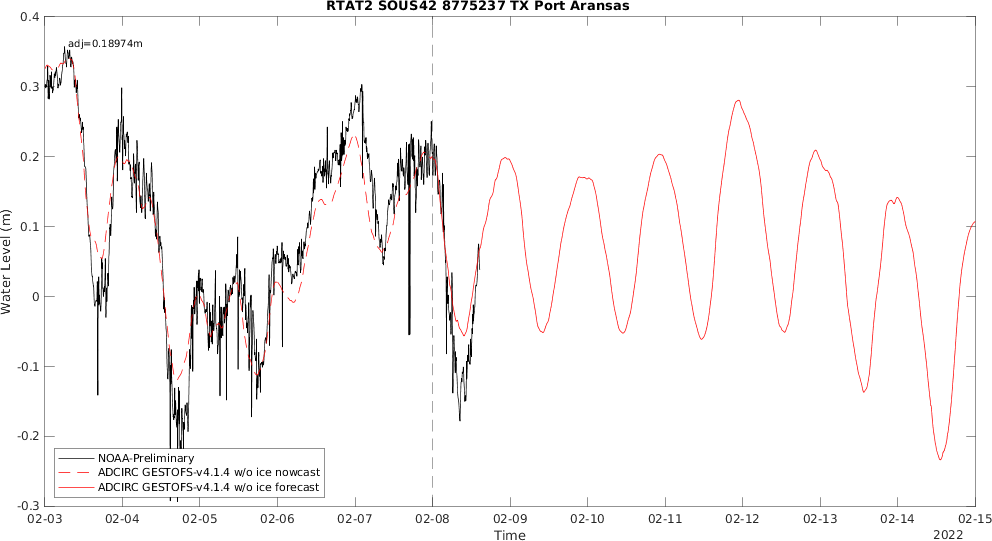 RTAT2 SOUS42 8775237 TX Port Aransas
adj=0.18974m
0.4
0.3
0.2
0.1
0
-0.1
-0.2
-0.3
Water Level (m)
NOAA-Preliminary
ADCIRC GESTOFS-v4.1.4 w/o ice nowcast
ADCIRC GESTOFS-v4.1.4 w/o ice forecast
02-03 02-04 02-05 02-06 02-07 02-08 02-09 02-10 02-11 02-12 02-13 02-14 02-15
Time
2022